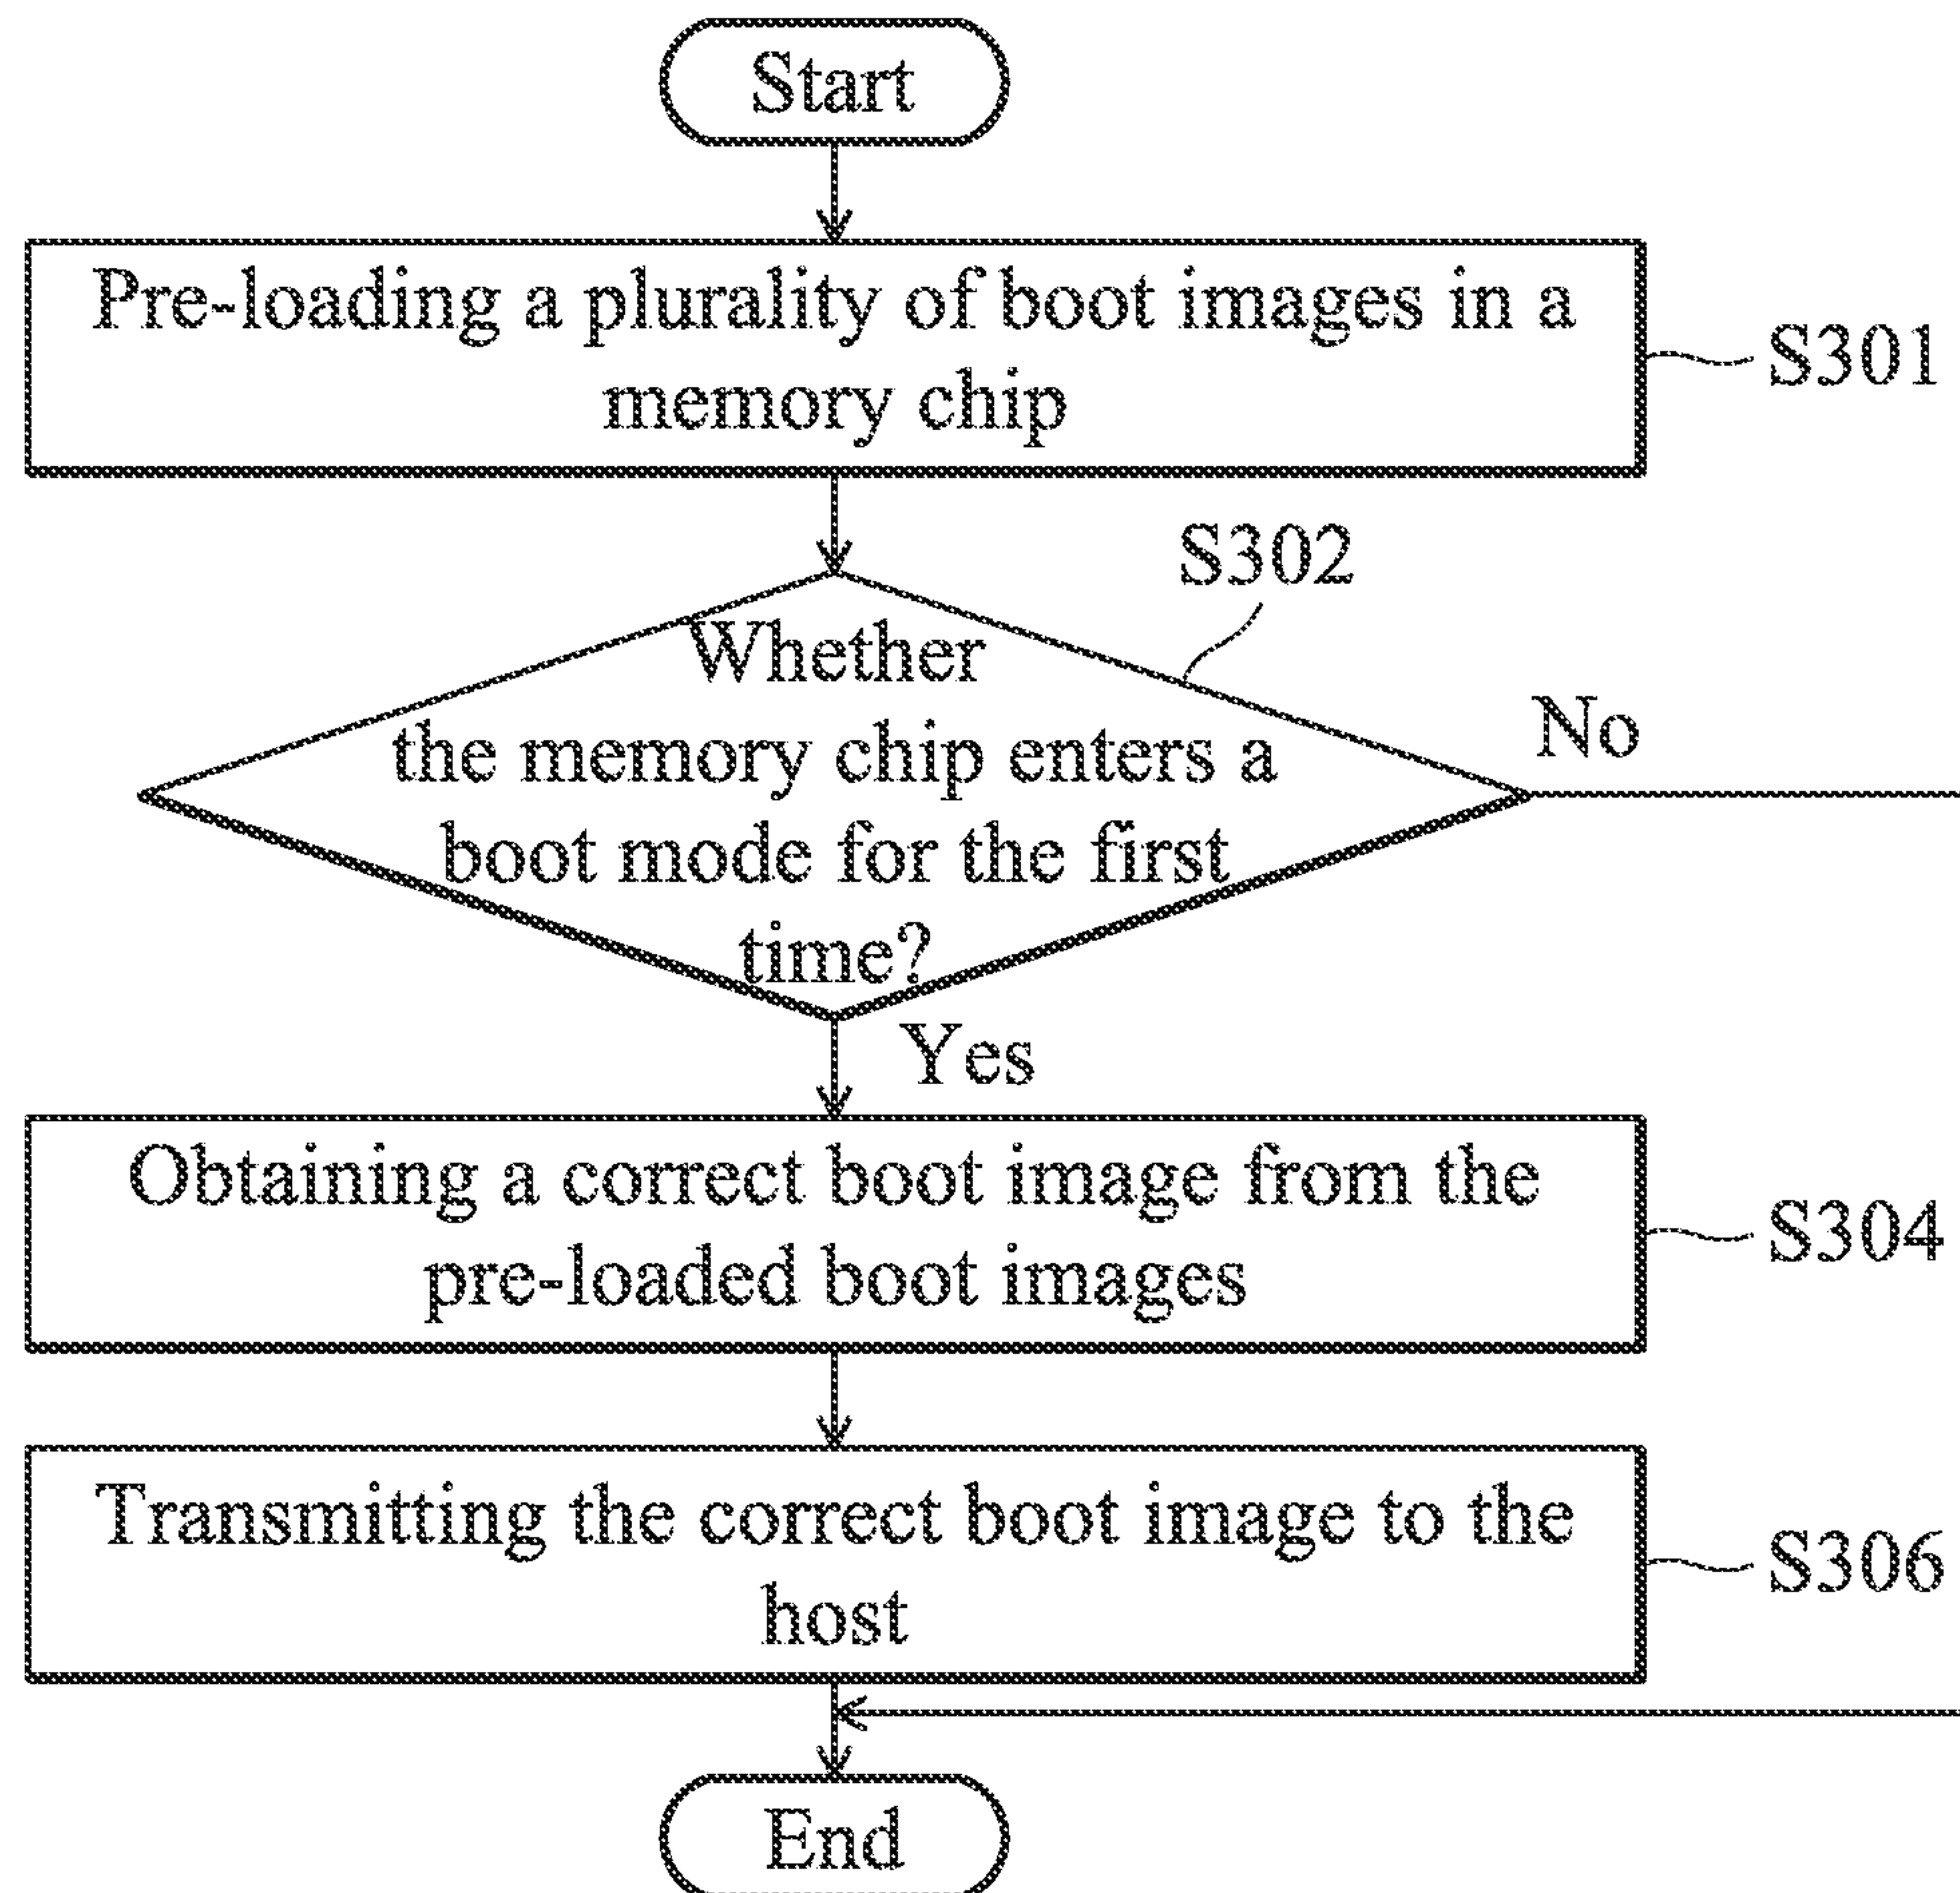 Start
Pre-loading a plurality of boot images in a
memory chip
S301
S302
Whether
the memory chip enters a
boot mode for the first
time?
No
Yes
Obtaining a correct boot image from the
pre-loaded boot images
S304
Transmitting the correct boot image to the
host
S306
End